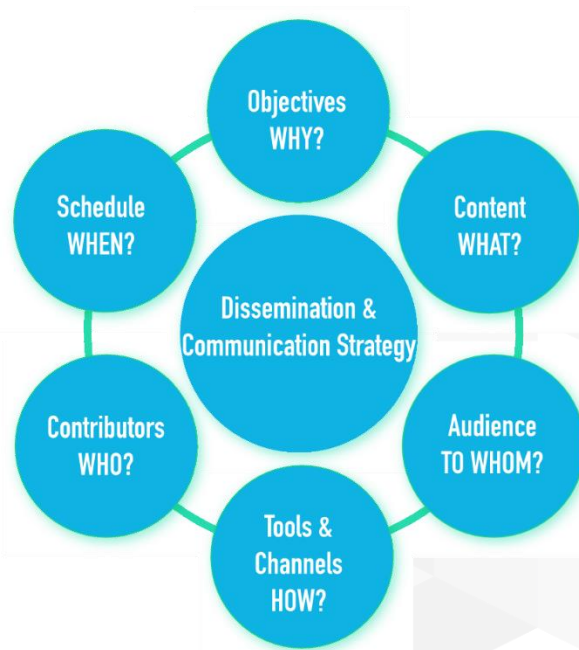 Objectives
WHY?
Content
WHAT?
Audience
TO WHOM?
Tools &
Channels
HOW?
Contributors
WHO?
Schedule
WHEN?
Dissemination &
Communication Strategy